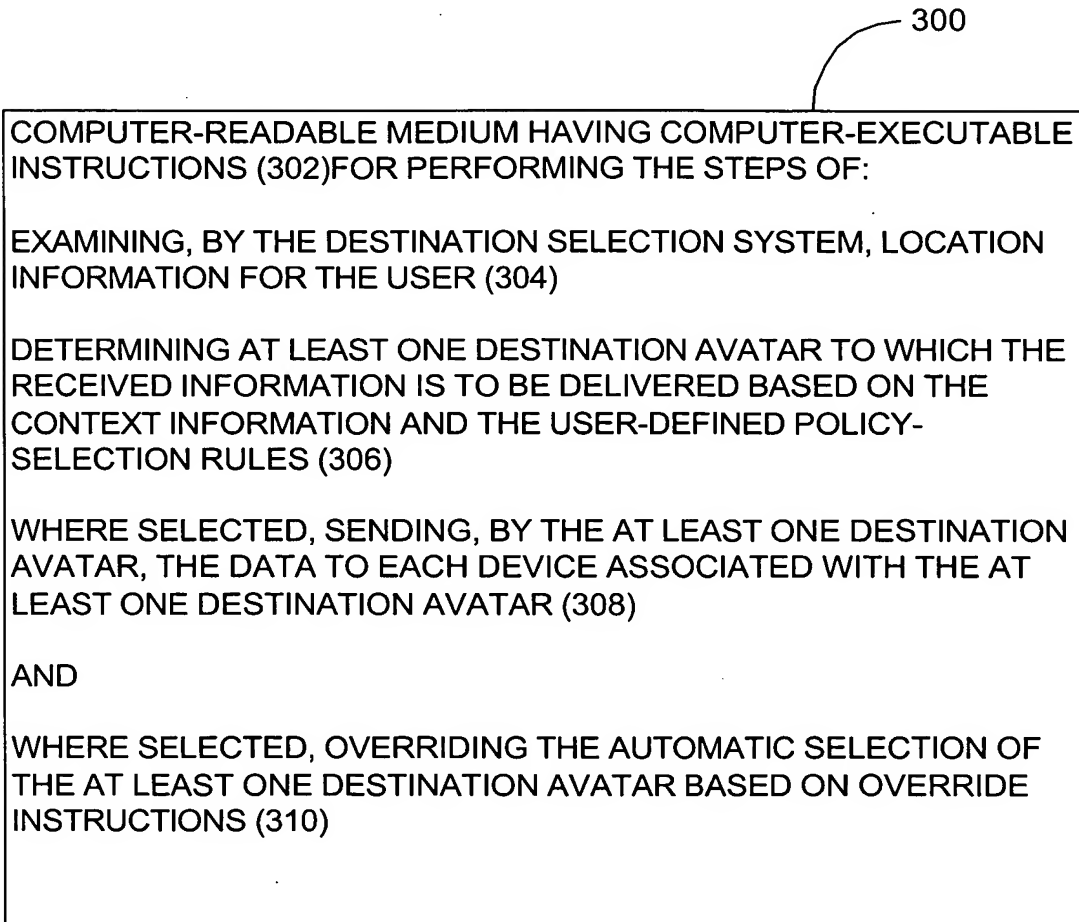 300
COMPUTER-READABLE MEDIUM HAVING COMPUTER-EXECUTABLE
INSTRUCTIONS (302)FOR PERFORMING THE STEPS OF:
EXAMINING, BY THE DESTINATION SELECTION SYSTEM, LOCATION
INFORMATION FOR THE USER (304)
DETERMINING AT LEAST ONE DESTINATION AVATAR TO WHICH THE
RECEIVED INFORMATION IS TO BE DELIVERED BASED ON THE
CONTEXT INFORMATION AND THE USER-DEFINED POLICY-
SELECTION RULES (306)
WHERE SELECTED, SENDING, BY THE AT LEAST ONE DESTINATION
AVATAR, THE DATA TO EACH DEVICE ASSOCIATED WITH THE AT
LEAST ONE DESTINATION AVATAR (308)
AND
WHERE SELECTED, OVERRIDING THE AUTOMATIC SELECTION OF
THE AT LEAST ONE DESTINATION AVATAR BASED ON OVERRIDE
INSTRUCTIONS (310)